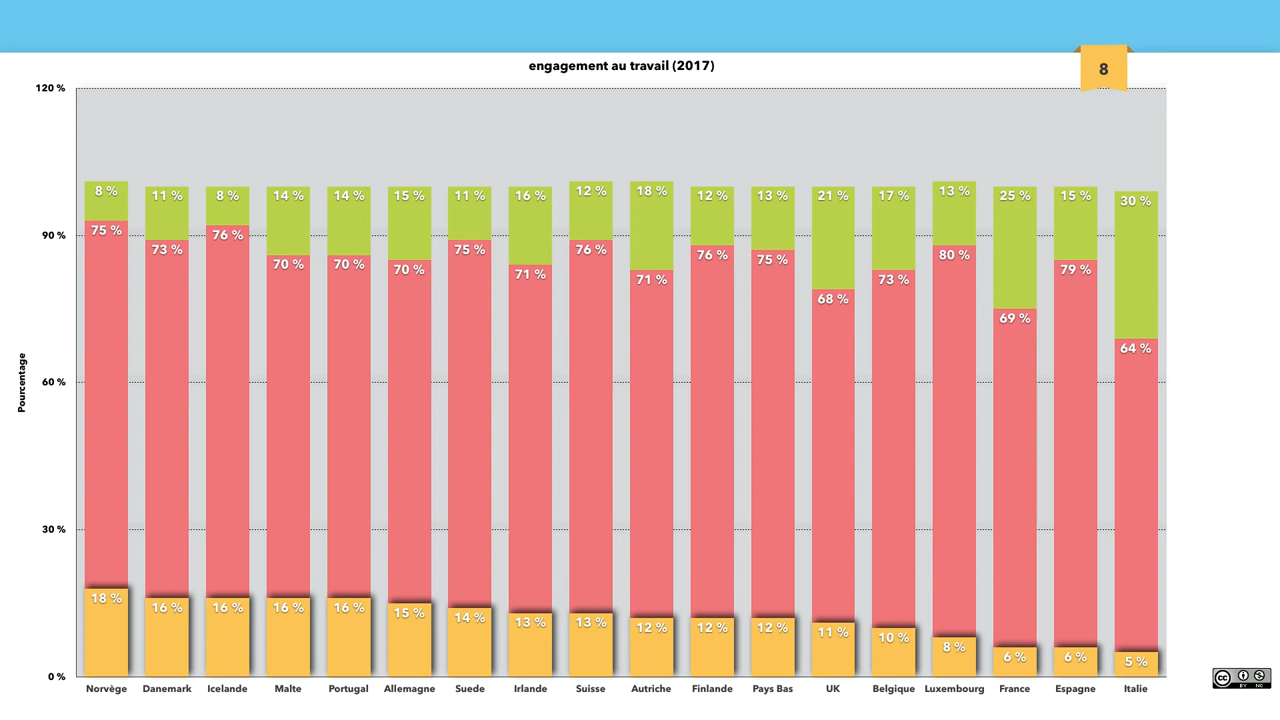 engagement au travail (2017)
8
120 %
8 % 11 % 8 % 14 % 14 % 15 % 11 % 16 % 12 % 18 % 12 % 13 % 21 % 17 % 13 % 25 % 15 % 30 %
90 %
75 % 73 % 76 % 70 % 70 % 70 % 75 % 71 % 76 % 71 % 76 % 75 % 68 % 73 % 80 % 69 % 79 % 64 %
Pourcentage
60 %
30 %
18 % 16 % 16 % 16 % 16 % 15 % 14 % 13 % 13 % 12 % 12 % 12 % 11 % 10 % 8 % 6 % 6 % 5 %
0 %
Norvège Danemark Icelande Malte Portugal Allemagne Suede Irlande Suisse Autriche Finlande Pays Bas UK Belgique Luxembourg France Espagne Italie
cc
BY NC